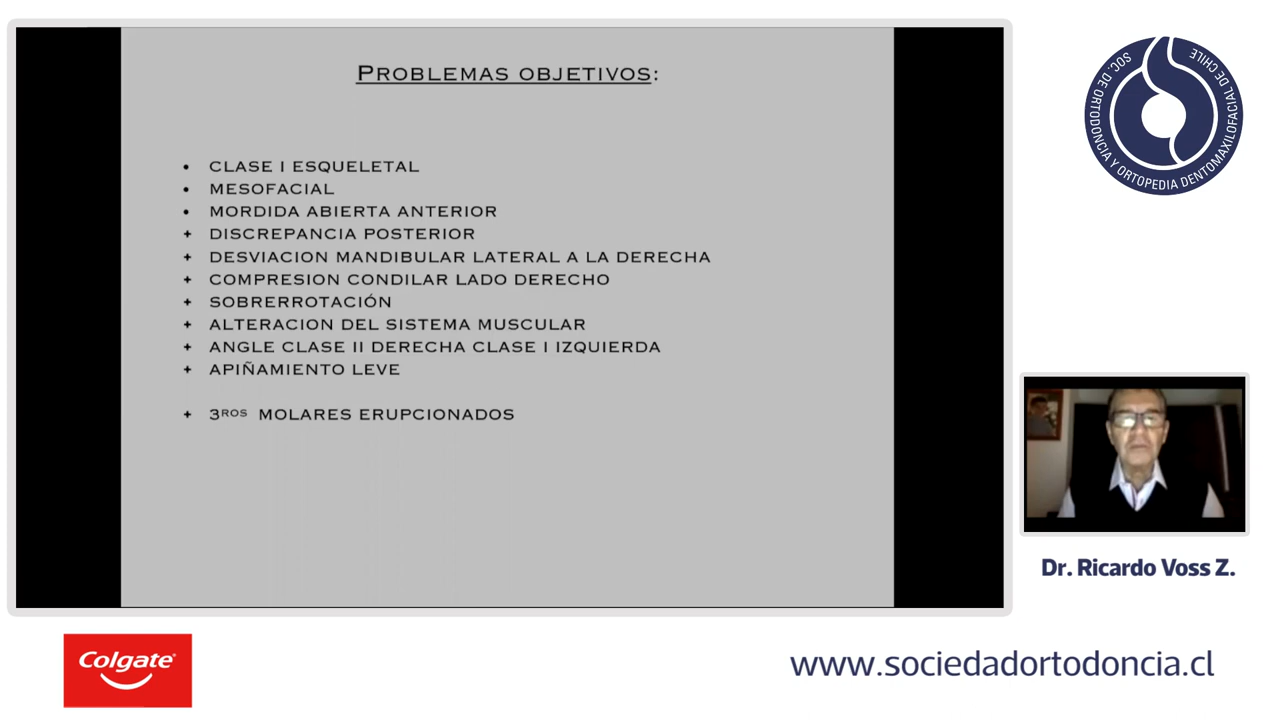 PROBLEMAS OBJETIVOS:
• CLASE I ESQUELETAL
• MESOFACIAL
• MORDIDA ABIERTA ANTERIOR
+ DISCREPANCIA POSTERIOR
+ DESVIACION MANDIBULAR LATERAL A LA DERECHA
+ COMPRESION CONDILAR LADO DERECHO
+ SOBRERROTACIÓN
+ ALTERACION DEL SISTEMA MUSCULAR
+ ANGLE CLASE II DERECHA CLASE I IZQUIERDA
+ APIÑAMIENTO LEVE
+ 3ROS MOLARES ERUPCIONADOS
SOC. DE ORTODONCIA Y ORTOPEDIA DENTOMAXILOFACIAL DE CHILE
Dr. Ricardo Voss Z.
Colgate®
www.sociedadortodoncia.cl